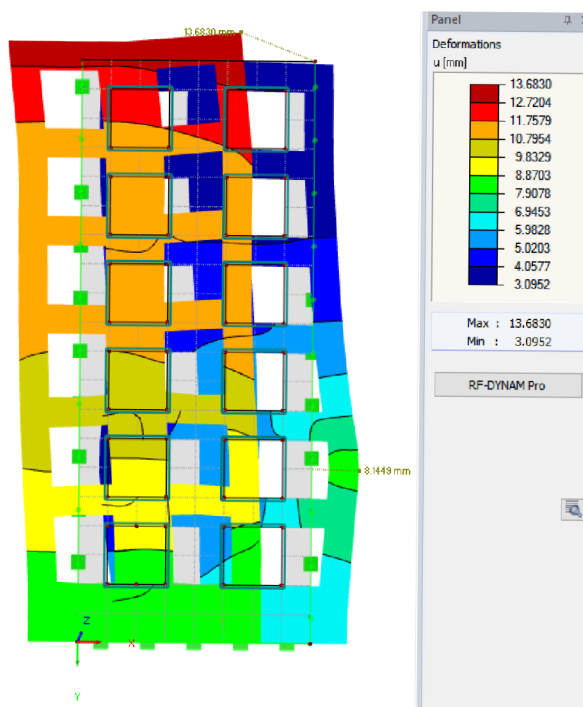 13.6830 mm
8.1449 mm
Z
X
Y
Panel
Deformations
u [mm]
13.6830
12.7204
11.7579
10.7954
9.8329
8.8703
7.9078
6.9453
5.9828
5.0203
4.0577
3.0952
Max : 13.6830
Min : 3.0952
RF-DYNAM Pro